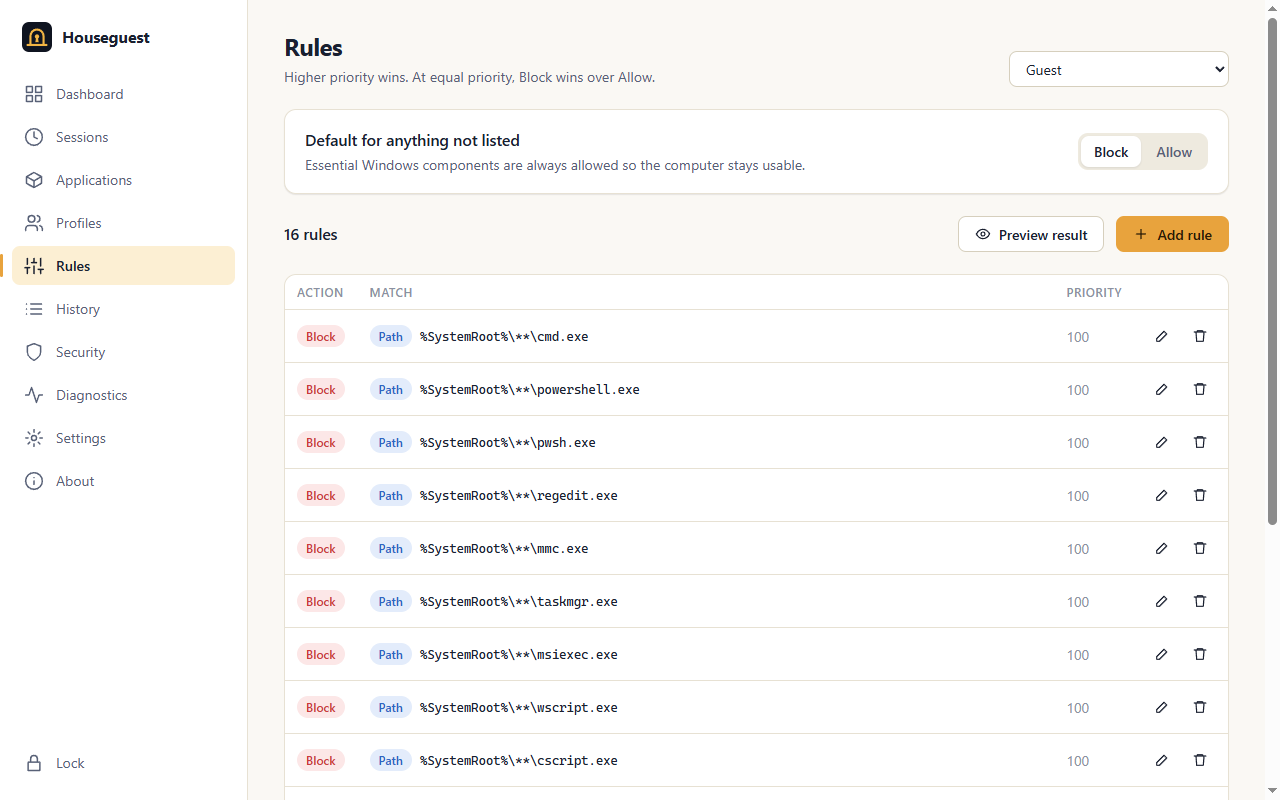 Houseguest
Dashboard
Sessions
Applications
Profiles
Rules
History
Security
Diagnostics
Settings
About
Lock
Rules
Higher priority wins. At equal priority, Block wins over Allow.
Guest
Default for anything not listed
Essential Windows components are always allowed so the computer stays usable.
Block Allow
16 rules
Preview result
Add rule
ACTION MATCH PRIORITY
Block Path %SystemRoot%\**\cmd.exe 100
Block Path %SystemRoot%\**\powershell.exe 100
Block Path %SystemRoot%\**\pwsh.exe 100
Block Path %SystemRoot%\**\regedit.exe 100
Block Path %SystemRoot%\**\mmc.exe 100
Block Path %SystemRoot%\**\taskmgr.exe 100
Block Path %SystemRoot%\**\msiexec.exe 100
Block Path %SystemRoot%\**\wscript.exe 100
Block Path %SystemRoot%\**\cscript.exe 100